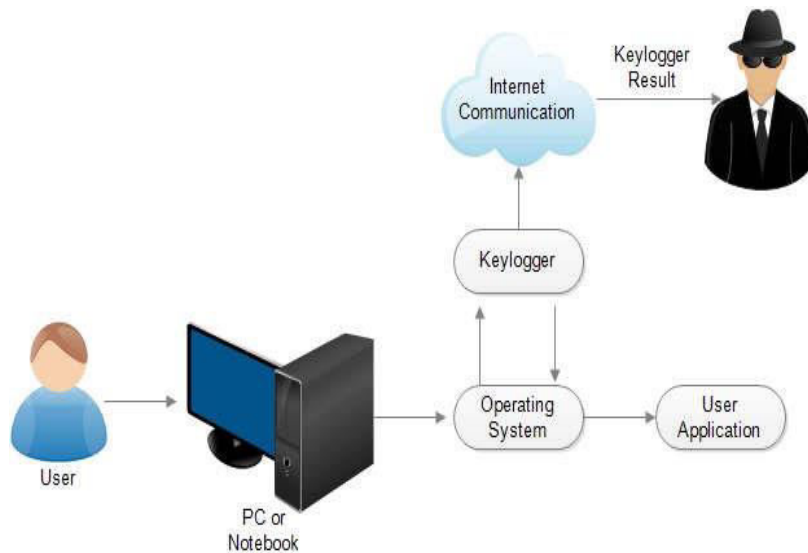 Internet
Communication
Keylogger
Result
Keylogger
Operating
System
User
Application
User
PC or
Notebook